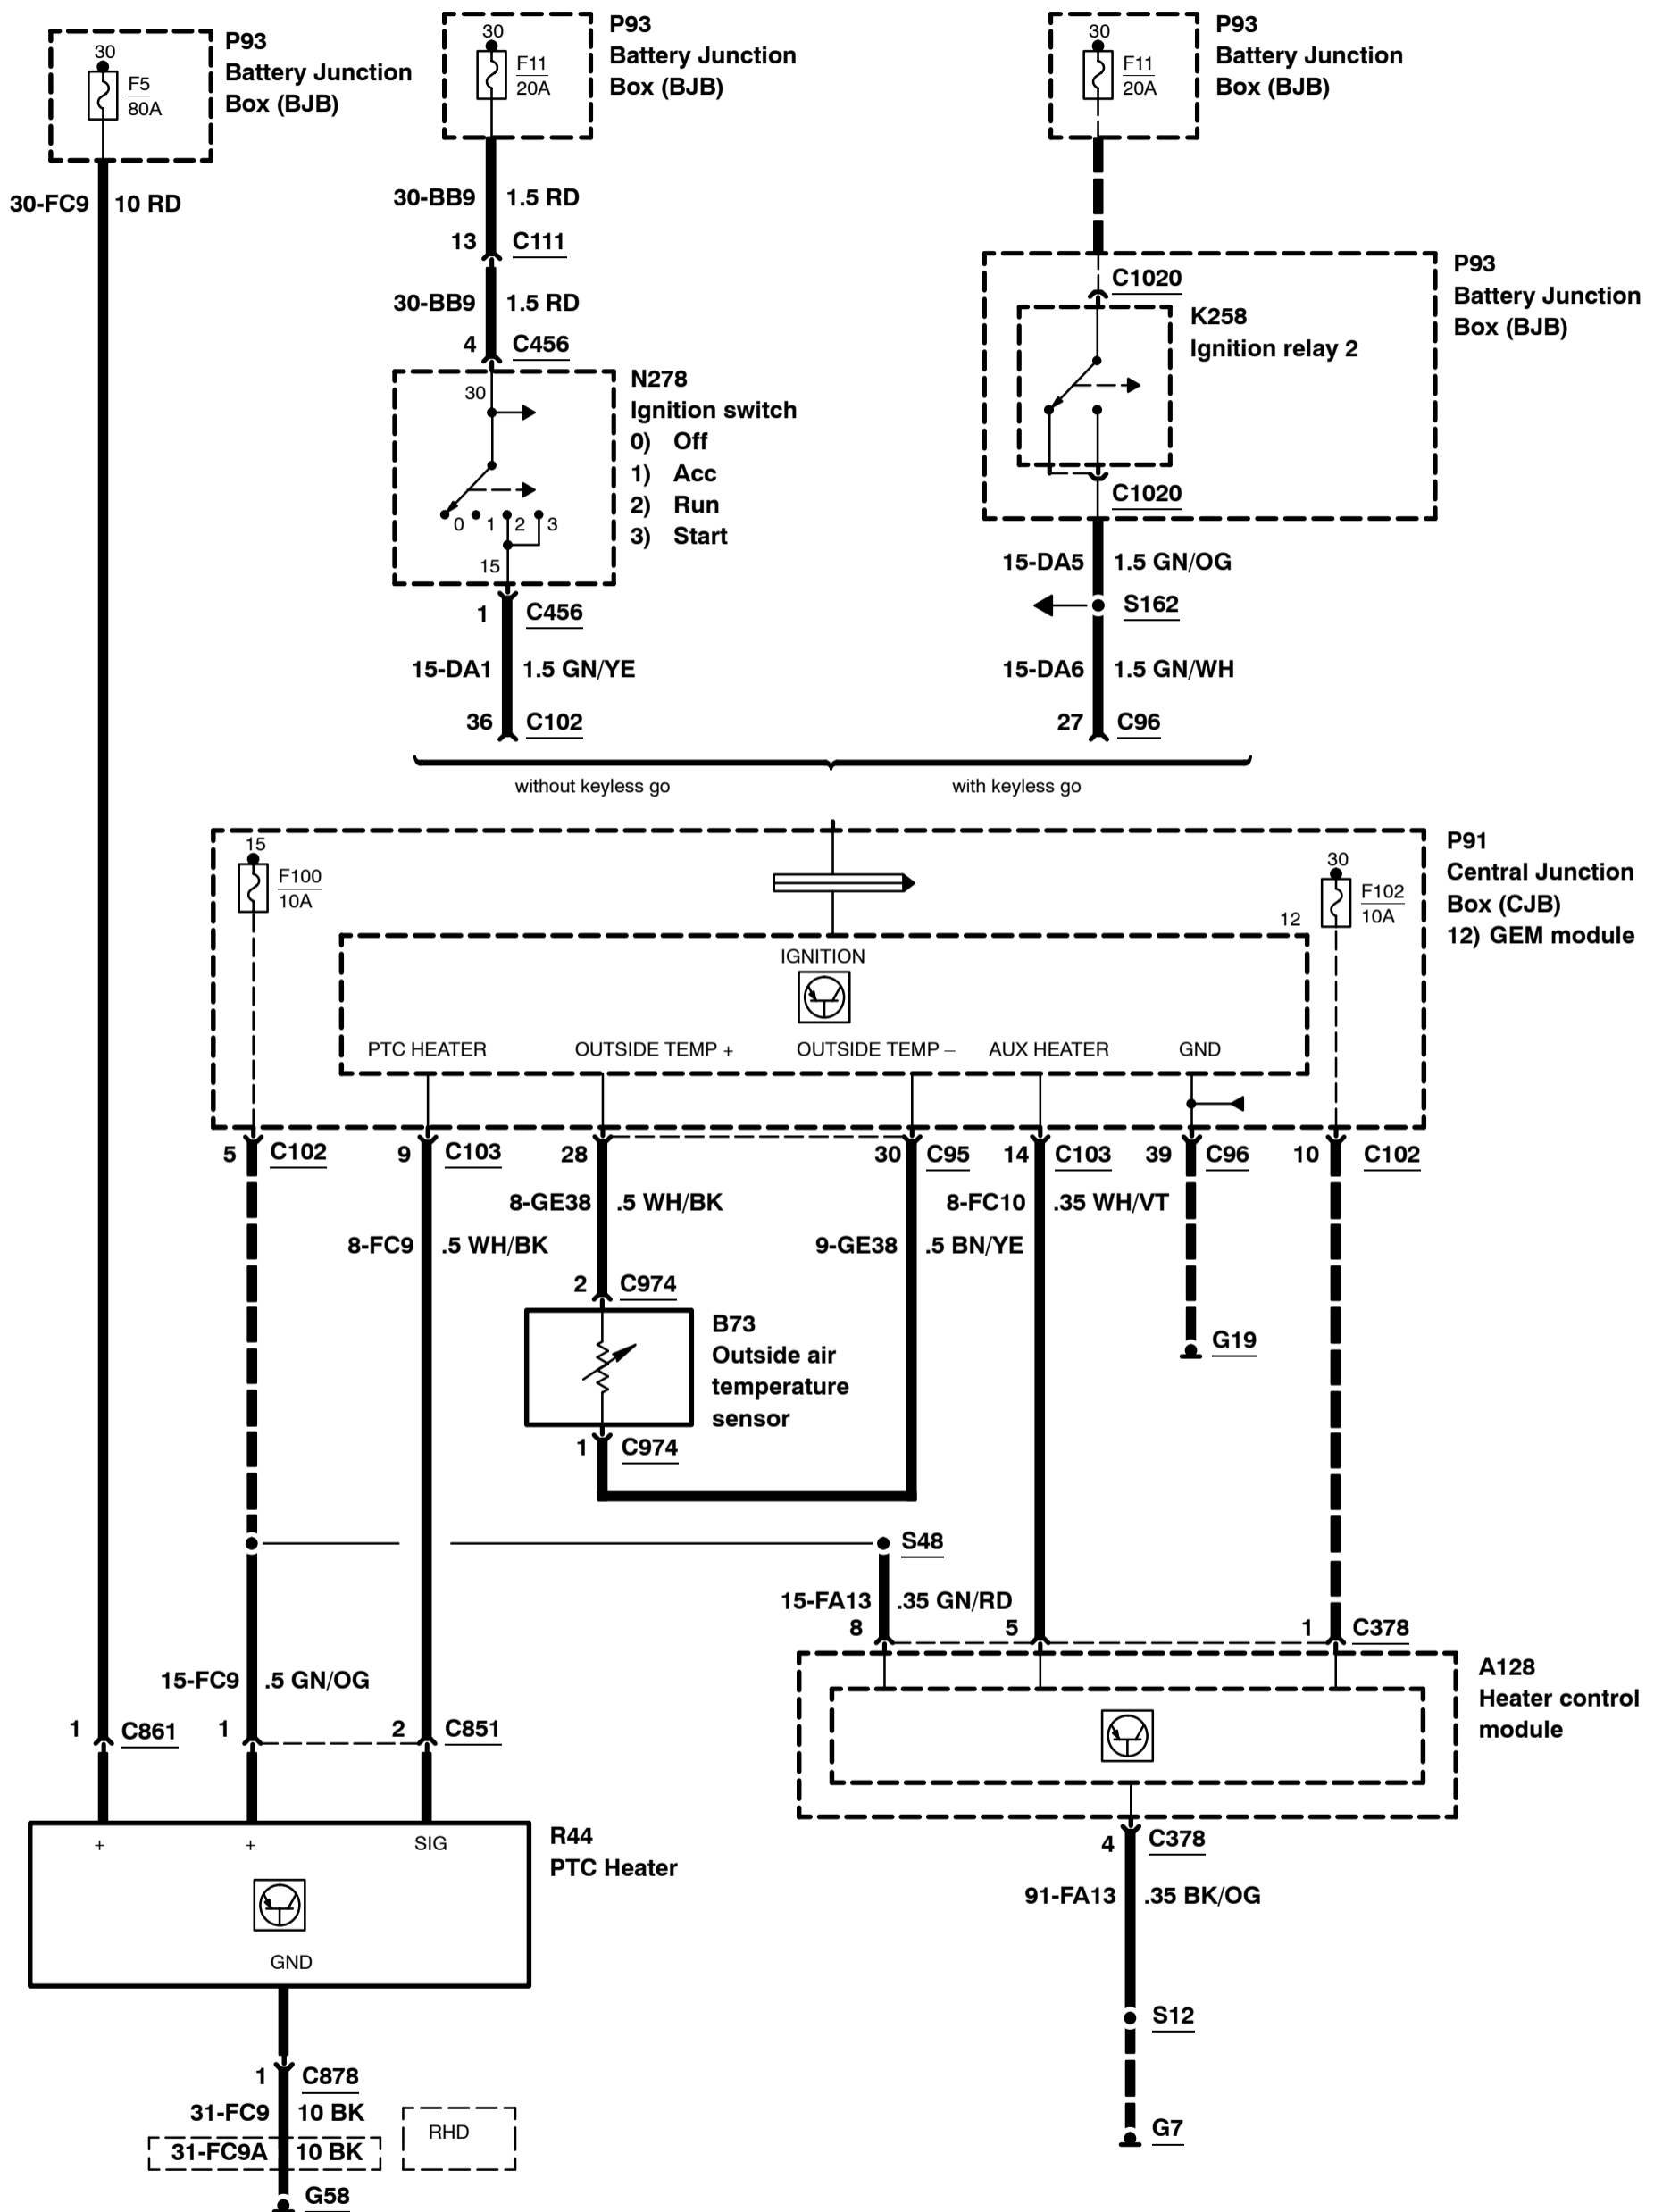 30
F5
80A
P93
Battery Junction
Box (BJB)
30
F11
20A
P93
Battery Junction
Box (BJB)
30
F11
20A
P93
Battery Junction
Box (BJB)
30-FC9 10 RD
30-BB9 1.5 RD
13 C111
30-BB9 1.5 RD
4 C456
30
N278
Ignition switch
0) Off
1) Acc
2) Run
3) Start
0 1 2 3
15
1 C456
15-DA1 1.5 GN/YE
36 C102
C1020
K258
Ignition relay 2
C1020
P93
Battery Junction
Box (BJB)
15-DA5 1.5 GN/OG
S162
15-DA6 1.5 GN/WH
27 C96
without keyless go
with keyless go
15
F100
10A
30
F102
10A
12
P91
Central Junction
Box (CJB)
12) GEM module
IGNITION
PTC HEATER OUTSIDE TEMP + OUTSIDE TEMP – AUX HEATER GND
5 C102 9 C103 28 30 C95 14 C103 39 C96 10 C102
8-GE38 .5 WH/BK 8-FC10 .35 WH/VT
8-FC9 .5 WH/BK 9-GE38 .5 BN/YE
2 C974
B73
Outside air
temperature
sensor
1 C974
G19
S48
15-FA13 .35 GN/RD
8 5 1 C378
A128
Heater control
module
15-FC9 .5 GN/OG
1 C861 1 2 C851
+ + SIG
GND
R44
PTC Heater
4 C378
91-FA13 .35 BK/OG
S12
G7
1 C878
31-FC9 10 BK
31-FC9A 10 BK
RHD
G58